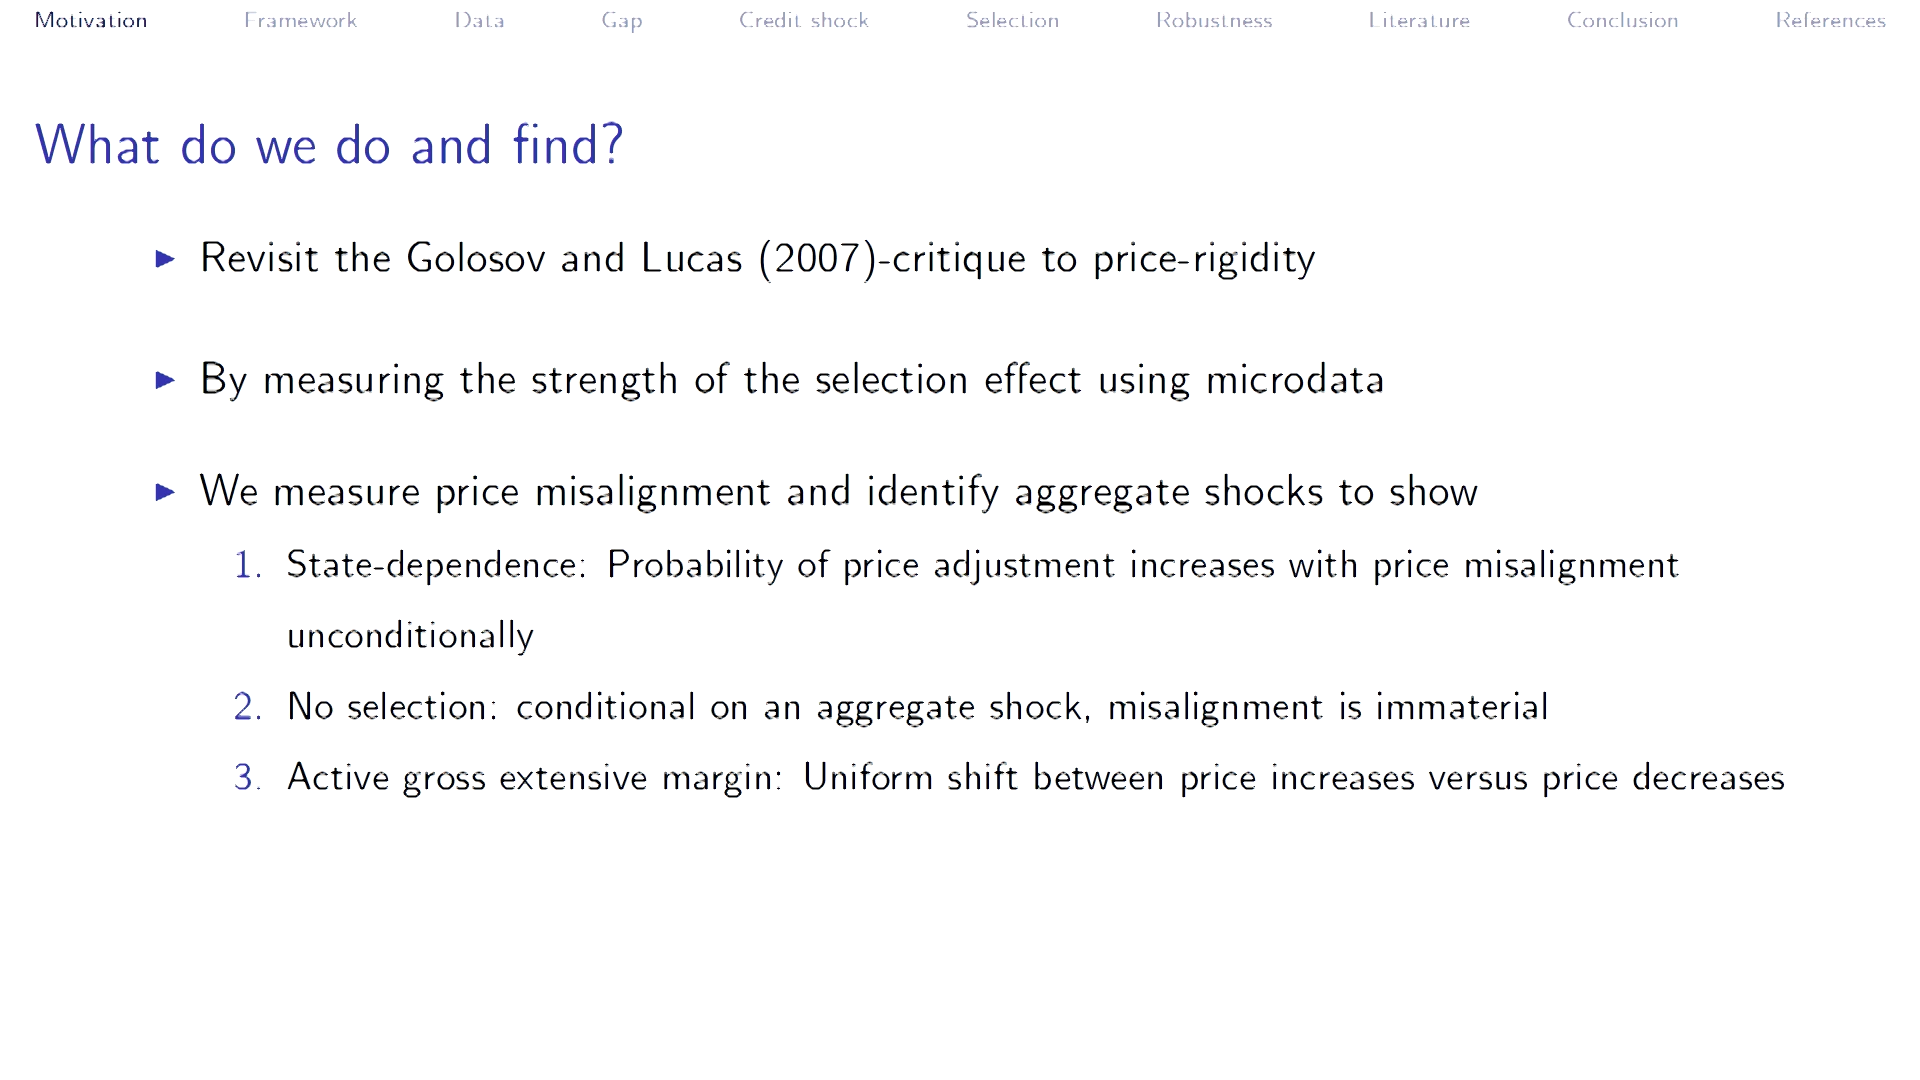 Motivation Framework Data Gap Credit shock Selection Robustness Literature Conclusion References
What do we do and find?
▶ Revisit the Golosov and Lucas (2007)-critique to price-rigidity
▶ By measuring the strength of the selection effect using microdata
▶ We measure price misalignment and identify aggregate shocks to show
1. State-dependence: Probability of price adjustment increases with price misalignment
unconditionally
2. No selection: conditional on an aggregate shock, misalignment is immaterial
3. Active gross extensive margin: Uniform shift between price increases versus price decreases